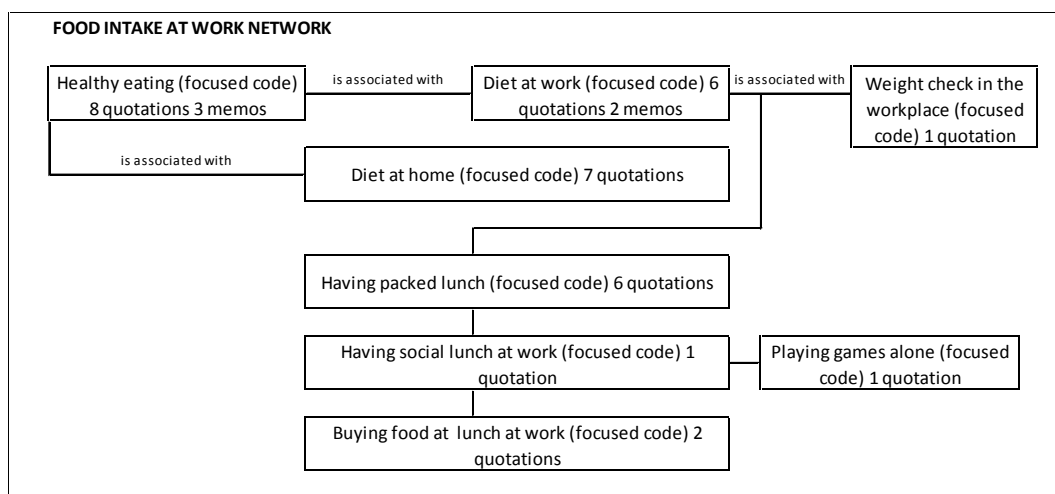 FOOD INTAKE AT WORK NETWORK
Healthy eating (focused code)
8 quotations 3 memos
is associated with
Diet at work (focused code) 6
quotations 2 memos
is associated with
Weight check in the
workplace (focused
code) 1 quotation
is associated with
Diet at home (focused code) 7 quotations
Having packed lunch (focused code) 6 quotations
Having social lunch at work (focused code) 1
quotation
Playing games alone (focused
code) 1 quotation
Buying food at lunch at work (focused code) 2
quotations